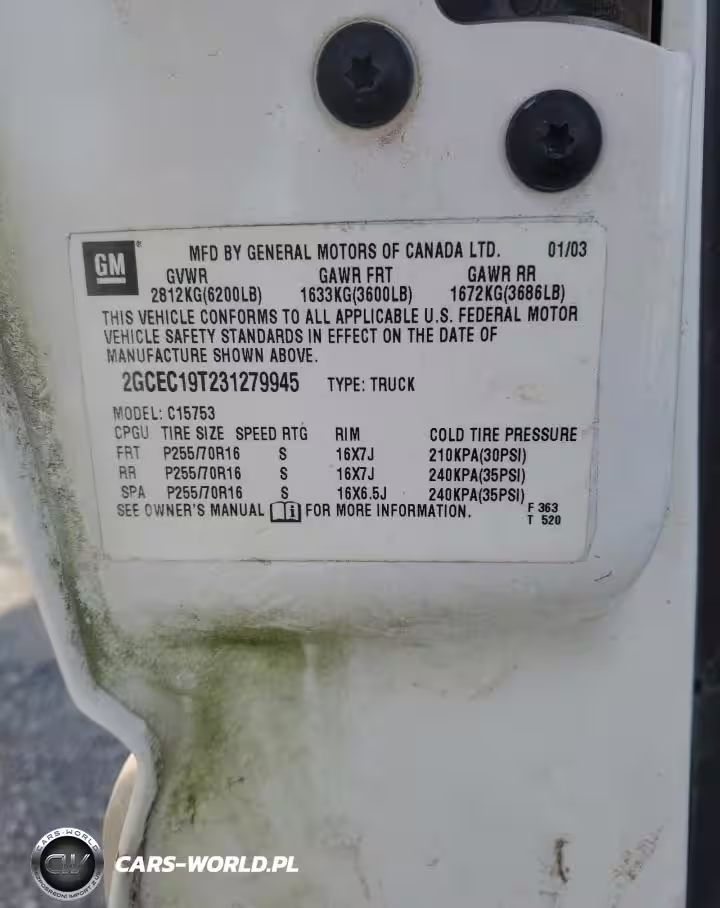 GM ®
MFD BY GENERAL MOTORS OF CANADA LTD. 01/03
GVWR GAWR FRT GAWR RR
2812KG(6200LB) 1633KG(3600LB) 1672KG(3686LB)
THIS VEHICLE CONFORMS TO ALL APPLICABLE U.S. FEDERAL MOTOR
VEHICLE SAFETY STANDARDS IN EFFECT ON THE DATE OF
MANUFACTURE SHOWN ABOVE.
2GCEC19T231279945 TYPE: TRUCK
MODEL: C15753
CPGU TIRE SIZE SPEED RTG RIM COLD TIRE PRESSURE
FRT P255/70R16 S 16X7J 210KPA(30PSI)
RR P255/70R16 S 16X7J 240KPA(35PSI)
SPA P255/70R16 S 16X6.5J 240KPA(35PSI)
SEE OWNER'S MANUAL FOR MORE INFORMATION. F 363
T 520
CARS-WORLD
CW
CARS-WORLD.PL